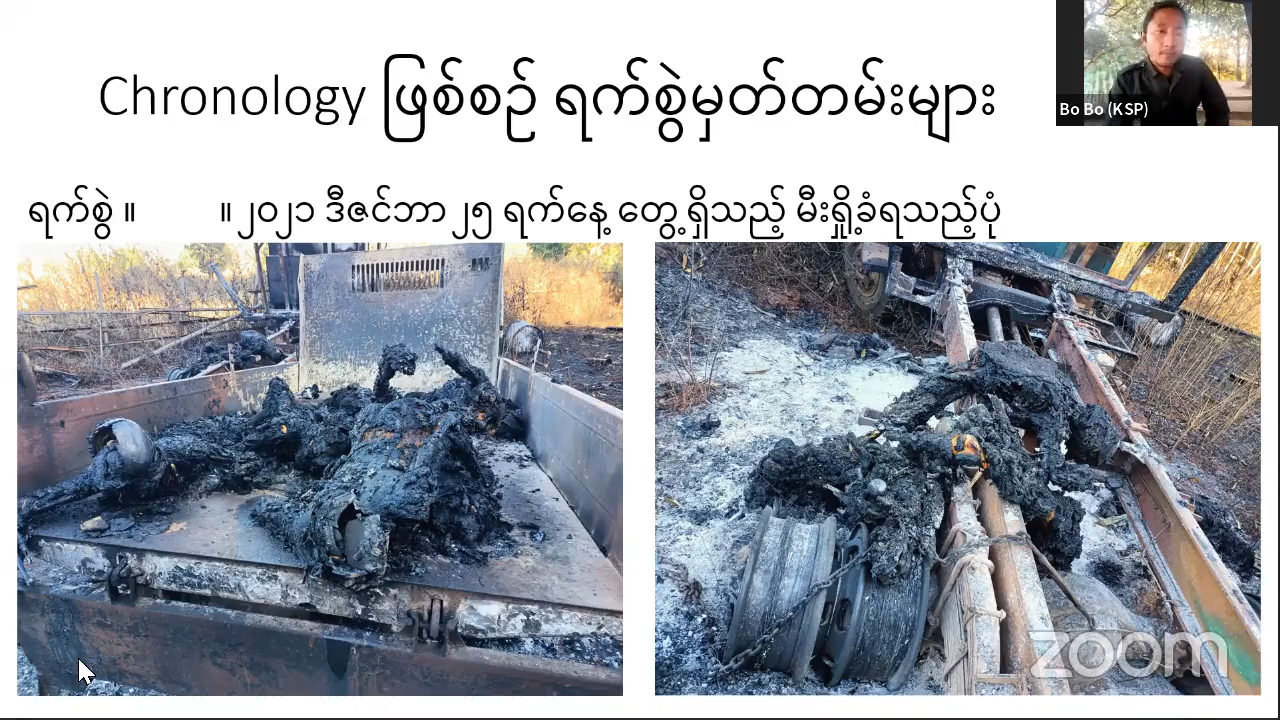 Chronology ဖြစ်စဉ် ရက်စွဲမှတ်တမ်းများ
Bo Bo (KSP)
ရက်စွဲ ။ ။၂၀၂၁ ဒီဇင်ဘာ ၂၅ ရက်နေ့ တွေ့ရှိသည့် မီးရှို့ခံရသည့်ပုံ
zoom